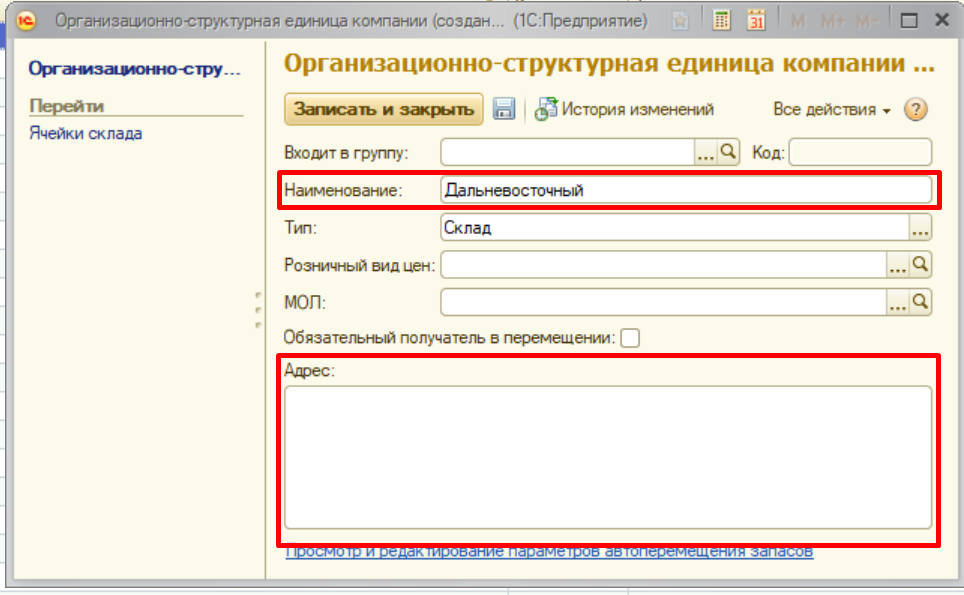 Организационно-структурная единица компании (создан... (1С:Предприятие)
31 M M+ M-
Организационно-стру...
Перейти
Ячейки склада
Организационно-структурная единица компании ...
Записать и закрыть История изменений Все действия ?
Входит в группу: ... Код:
Наименование: Дальневосточный
Тип: Склад ...
Розничный вид цен: ...
МОЛ: ...
Обязательный получатель в перемещении:
Адрес:
Просмотр и редактирование параметров автоперемещения запасов